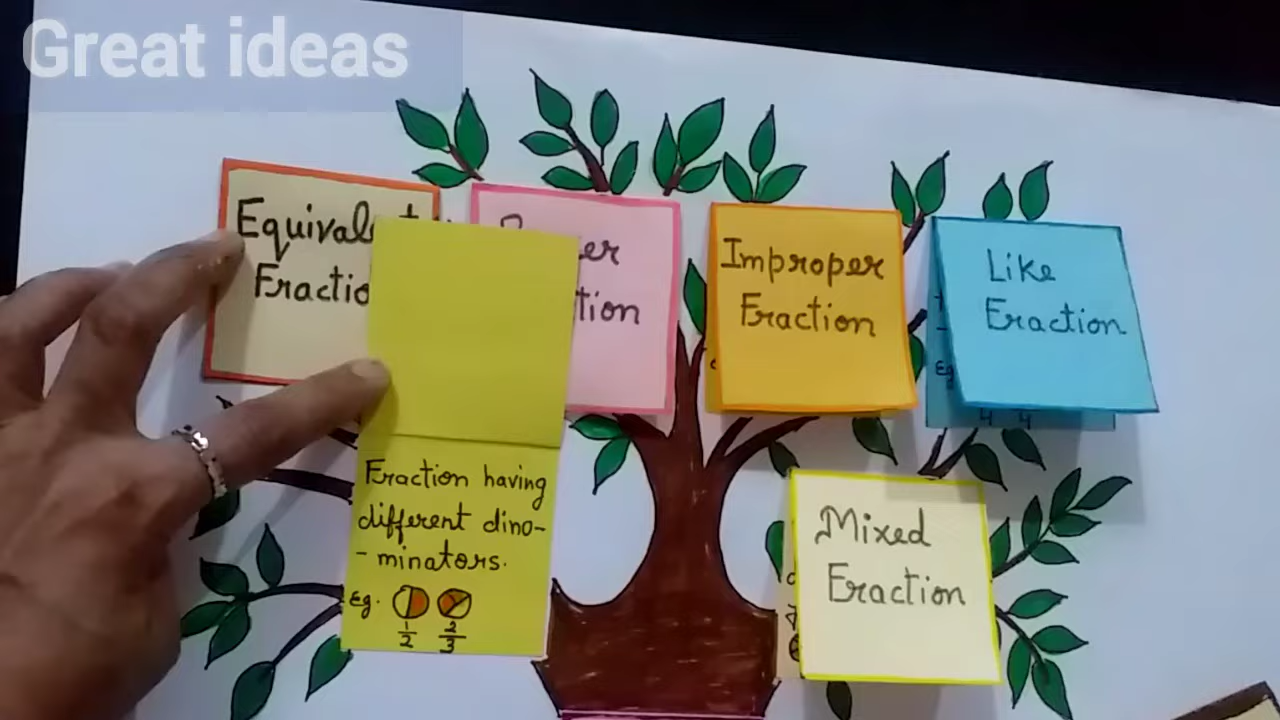 Great ideas
Equival
Fractio
er
tion
Improper
Fraction
Like
Fraction
Fraction having
different dino-
- minators.
Eg.
1/2 2/3
Mixed
Fraction